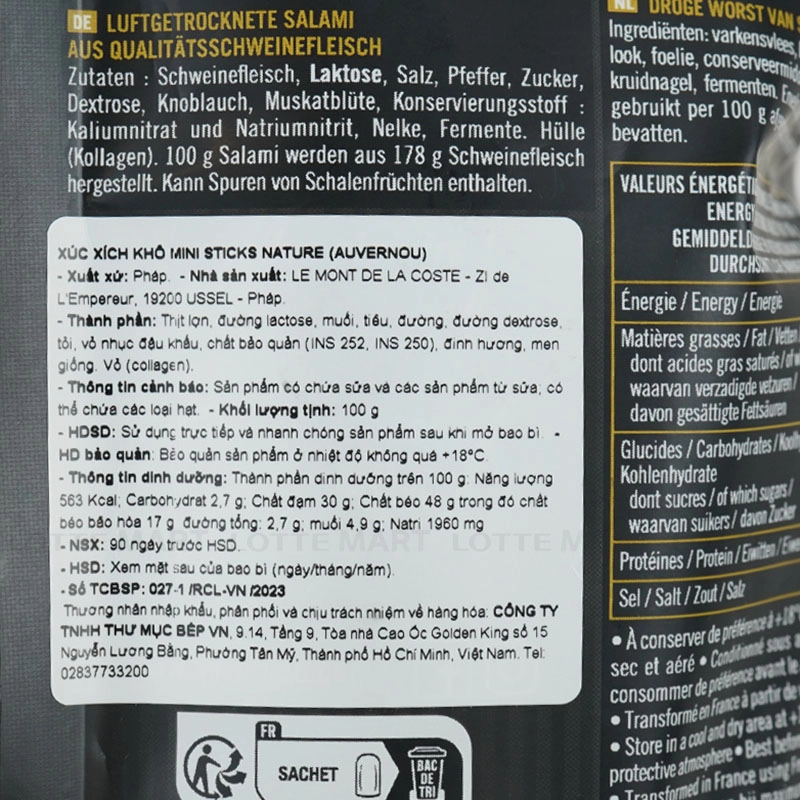 DE LUFTGETROCKNETE SALAMI
AUS QUALITÄTSSCHWEINEFLEISCH
Zutaten : Schweinefleisch, Laktose, Salz, Pfeffer, Zucker,
Dextrose, Knoblauch, Muskatblüte, Konservierungsstoff :
Kaliumnitrat und Natriumnitrit, Nelke, Fermente. Hülle
(Kollagen). 100 g Salami werden aus 178 g Schweinefleisch
hergestellt. Kann Spuren von Schalenfrüchten enthalten.
XÚC XÍCH KHÔ MINI STICKS NATURE (AUVERNOU)
- Xuất xứ: Pháp. - Nhà sản xuất: LE MONT DE LA COSTE - ZI de
L'Empereur, 19200 USSEL - Pháp.
- Thành phần: Thịt lợn, đường lactose, muối, tiêu, đường, đường dextrose,
tỏi, vỏ nhục đậu khấu, chất bảo quản (INS 252, INS 250), đinh hương, men
giống. Vỏ (collagen).
- Thông tin cảnh báo: Sản phẩm có chứa sữa và các sản phẩm từ sữa; có
thể chứa các loại hạt. - Khối lượng tịnh: 100 g
- HDSD: Sử dụng trực tiếp và nhanh chóng sản phẩm sau khi mở bao bì. -
HD bảo quản: Bảo quản sản phẩm ở nhiệt độ không quá +18°C
- Thông tin dinh dưỡng: Thành phần dinh dưỡng trên 100 g: Năng lượng
563 Kcal; Carbohydrat 2,7 g; Chất đạm 30 g; Chất béo 48 g trong đó chất
béo bão hòa 17 g đường tổng: 2,7 g; muối 4,9 g; Natri 1960 mg
- NSX: 90 ngày trước HSD.
- HSD: Xem mặt sau của bao bì (ngày/tháng/năm).
- Số TCBSP: 027-1 /RCL-VN /2023
Thương nhân nhập khẩu, phân phối và chịu trách nhiệm về hàng hóa: CÔNG TY
TNHH THƯ MỤC BẾP VN, 9.14, Tầng 9, Tòa nhà Cao Ốc Golden King số 15
Nguyễn Lương Bằng, Phường Tân Mỹ, Thành phố Hồ Chí Minh, Việt Nam. Tel:
02837733200
LOTTE MART LOTTE M
FR
SACHET
BAC
DE
TRI
NL DROGE WORST VAN
Ingrediënten: varkensvlees,
look, foelie,
kruidnagel, fermenten.
gebruikt per 100 g
bevatten.
VALEURS
GEMIDDELD
Énergie / Energy / Energie
Matières grasses / Fat / Vetten
dont acides gras saturés / of
waarvan verzadigde vetzuren /
davon gesättigte Fettsäuren
Glucides / Carbohydrates /
Kohlenhydrate
dont sucres / of which sugars /
waarvan suikers / davon Zucker
Protéines / Protein / Eiwitten /
Sel / Salt / Zout / Salz
• À conserver de préférence à +18°
sec et aéré • Conditionné sous
consommer de préférence avant le
• Transformé en France à partir de
• Store in a cool and dry area at +
protective atmosphere • Best before
• Transformed in France using